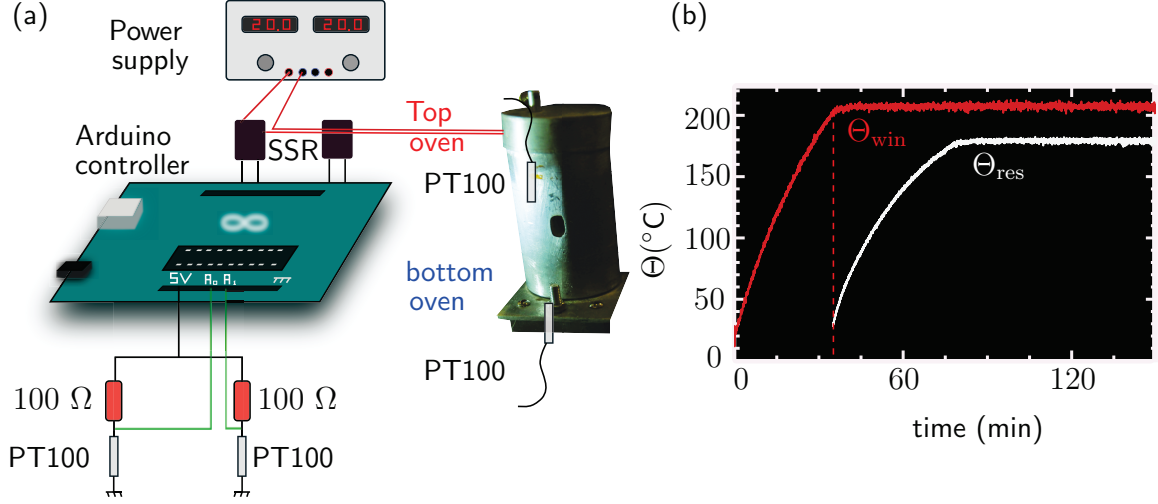 (a)
Power
supply
20.0 20.0
Arduino
controller
SSR
Top
oven
PT100
5V A₀ A₁
bottom
oven
PT100
100 Ω
100 Ω
PT100
PT100
(b)
Θ(°C)
200
150
100
50
0
Θwin
Θres
0 60 120
time (min)